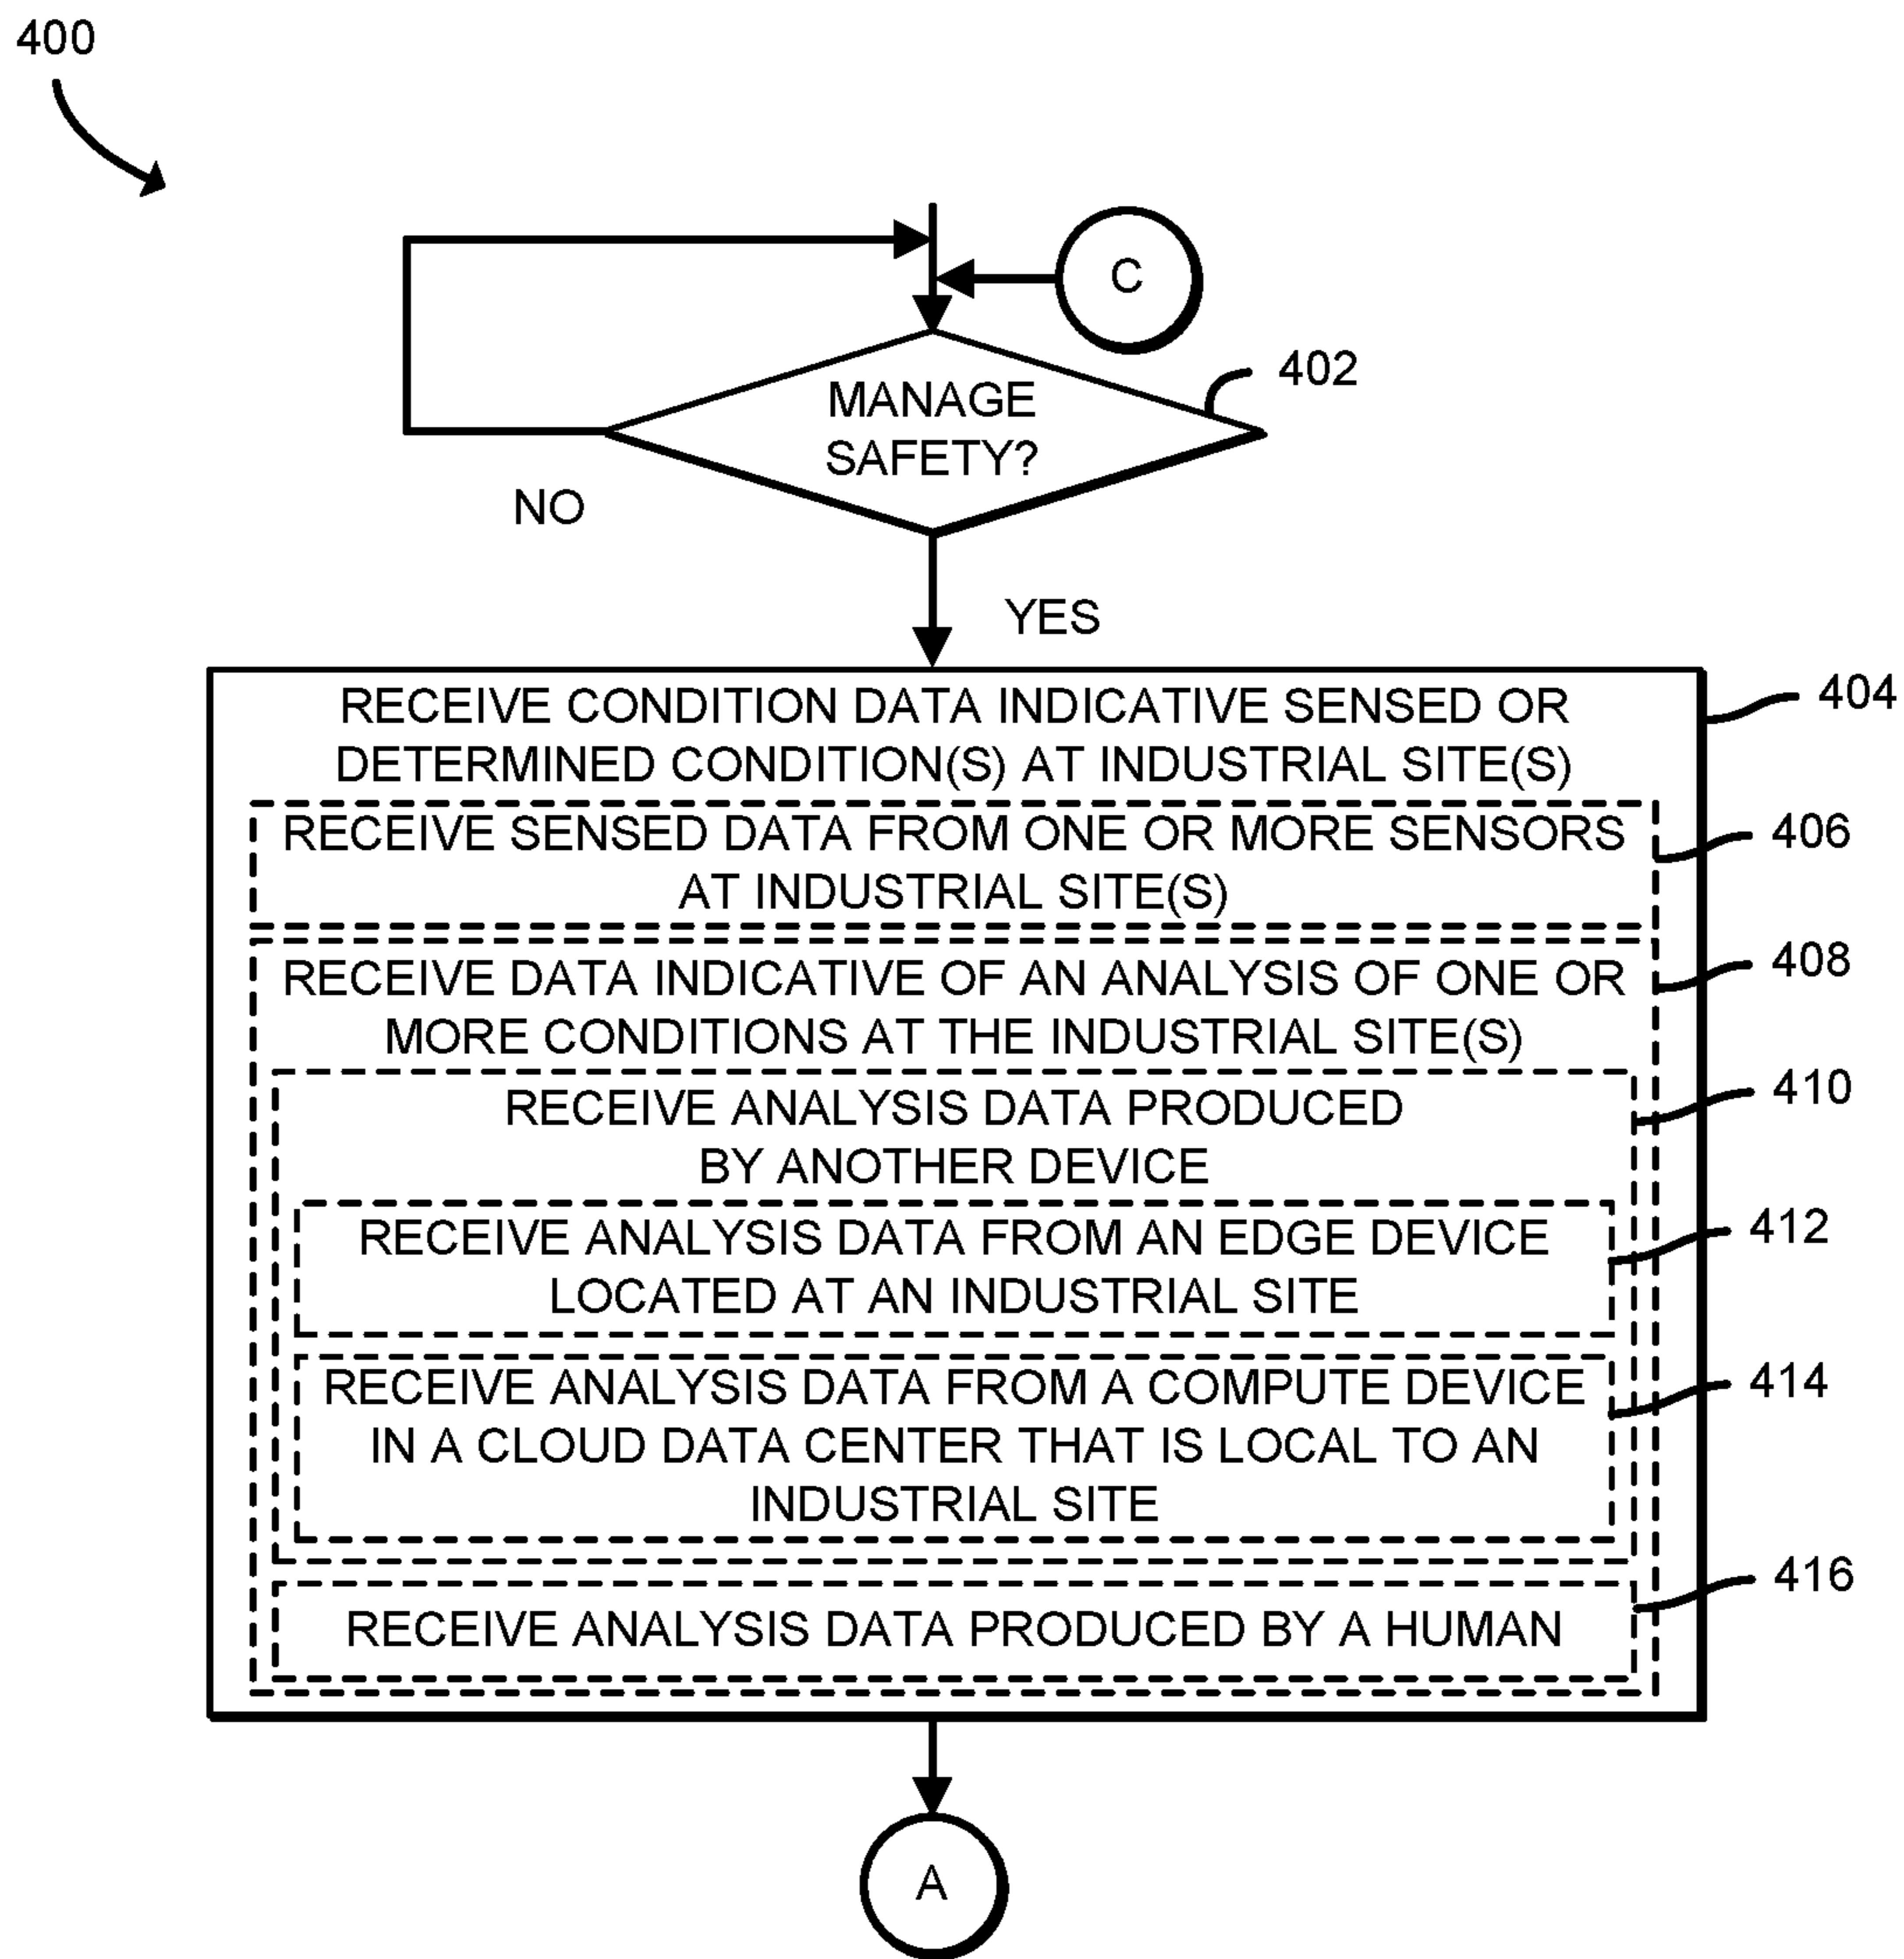 400
C
402
MANAGE
SAFETY?
NO
YES
RECEIVE CONDITION DATA INDICATIVE SENSED OR
DETERMINED CONDITION(S) AT INDUSTRIAL SITE(S)
404
RECEIVE SENSED DATA FROM ONE OR MORE SENSORS
AT INDUSTRIAL SITE(S)
406
RECEIVE DATA INDICATIVE OF AN ANALYSIS OF ONE OR
MORE CONDITIONS AT THE INDUSTRIAL SITE(S)
408
RECEIVE ANALYSIS DATA PRODUCED
BY ANOTHER DEVICE
410
RECEIVE ANALYSIS DATA FROM AN EDGE DEVICE
LOCATED AT AN INDUSTRIAL SITE
412
RECEIVE ANALYSIS DATA FROM A COMPUTE DEVICE
IN A CLOUD DATA CENTER THAT IS LOCAL TO AN
INDUSTRIAL SITE
414
RECEIVE ANALYSIS DATA PRODUCED BY A HUMAN
416
A